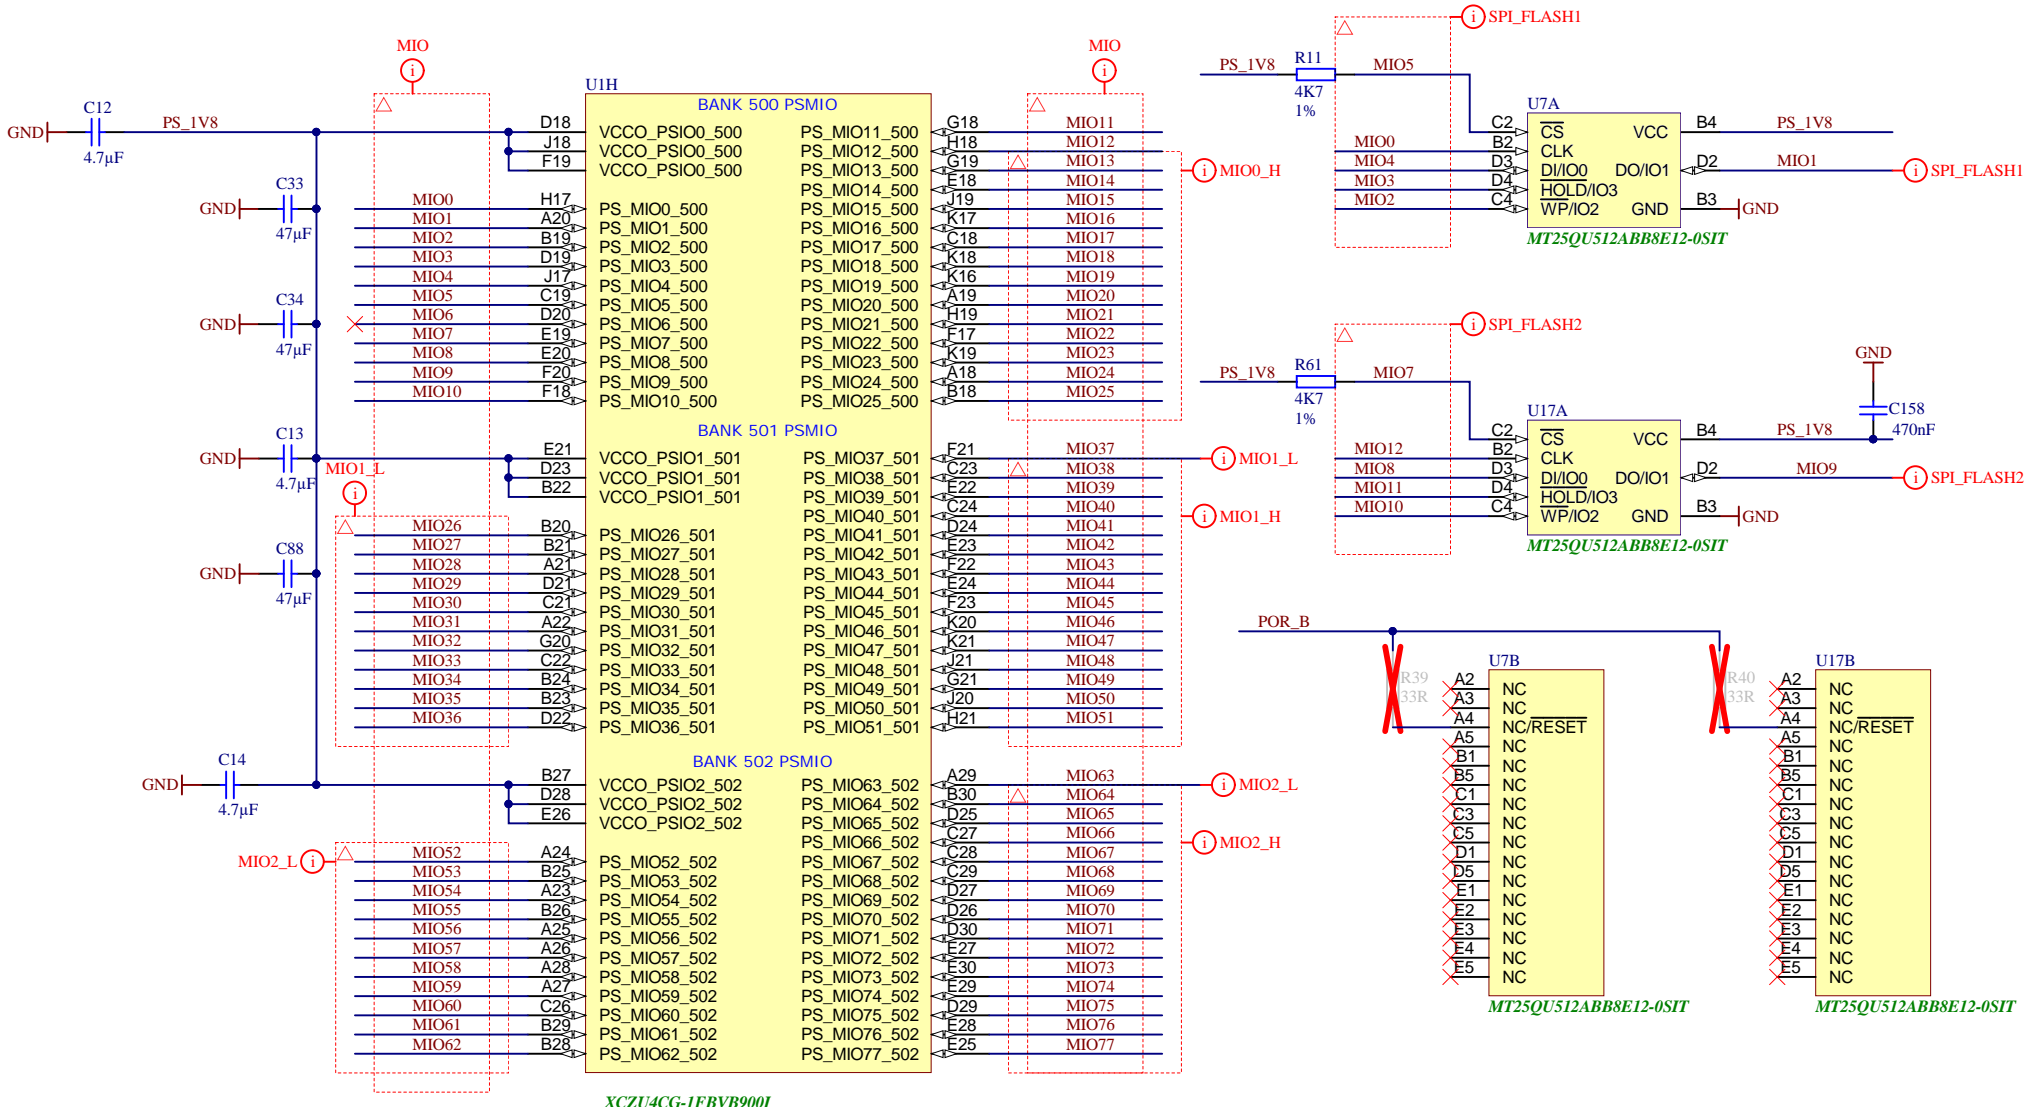 MIO
MIO
SPI_FLASH1
PS_1V8
R11
4K7
1%
MIO5
C12
GND
4.7µF
PS_1V8
C33
GND
47µF
C34
GND
47µF
C13
GND
4.7µF
C88
GND
47µF
C14
GND
4.7µF
MIO1_L
MIO2_L
U1H
BANK 500 PSMIO
D18 VCCO_PSIO0_500
J18 VCCO_PSIO0_500
F19 VCCO_PSIO0_500
MIO0 H17 PS_MIO0_500
MIO1 A20 PS_MIO1_500
MIO2 B19 PS_MIO2_500
MIO3 D19 PS_MIO3_500
MIO4 J17 PS_MIO4_500
MIO5 C19 PS_MIO5_500
MIO6 D20 PS_MIO6_500
MIO7 E19 PS_MIO7_500
MIO8 E20 PS_MIO8_500
MIO9 F20 PS_MIO9_500
MIO10 F18 PS_MIO10_500
PS_MIO11_500 G18 MIO11
PS_MIO12_500 H18 MIO12
PS_MIO13_500 G19 MIO13
PS_MIO14_500 E18 MIO14
PS_MIO15_500 J19 MIO15
PS_MIO16_500 K17 MIO16
PS_MIO17_500 C18 MIO17
PS_MIO18_500 K18 MIO18
PS_MIO19_500 K16 MIO19
PS_MIO20_500 A19 MIO20
PS_MIO21_500 H19 MIO21
PS_MIO22_500 F17 MIO22
PS_MIO23_500 K19 MIO23
PS_MIO24_500 A18 MIO24
PS_MIO25_500 B18 MIO25
MIO0_H
BANK 501 PSMIO
E21 VCCO_PSIO1_501
D23 VCCO_PSIO1_501
B22 VCCO_PSIO1_501
MIO26 B20 PS_MIO26_501
MIO27 B21 PS_MIO27_501
MIO28 A21 PS_MIO28_501
MIO29 D21 PS_MIO29_501
MIO30 C21 PS_MIO30_501
MIO31 A22 PS_MIO31_501
MIO32 G20 PS_MIO32_501
MIO33 C22 PS_MIO33_501
MIO34 B24 PS_MIO34_501
MIO35 B23 PS_MIO35_501
MIO36 D22 PS_MIO36_501
PS_MIO37_501 F21 MIO37
PS_MIO38_501 C23 MIO38
PS_MIO39_501 E22 MIO39
PS_MIO40_501 C24 MIO40
PS_MIO41_501 D24 MIO41
PS_MIO42_501 E23 MIO42
PS_MIO43_501 F22 MIO43
PS_MIO44_501 E24 MIO44
PS_MIO45_501 F23 MIO45
PS_MIO46_501 K20 MIO46
PS_MIO47_501 K21 MIO47
PS_MIO48_501 J21 MIO48
PS_MIO49_501 G21 MIO49
PS_MIO50_501 J20 MIO50
PS_MIO51_501 H21 MIO51
MIO1_L
MIO1_H
BANK 502 PSMIO
B27 VCCO_PSIO2_502
D28 VCCO_PSIO2_502
E26 VCCO_PSIO2_502
MIO52 A24 PS_MIO52_502
MIO53 B25 PS_MIO53_502
MIO54 A23 PS_MIO54_502
MIO55 B26 PS_MIO55_502
MIO56 A25 PS_MIO56_502
MIO57 A26 PS_MIO57_502
MIO58 A28 PS_MIO58_502
MIO59 A27 PS_MIO59_502
MIO60 C26 PS_MIO60_502
MIO61 B29 PS_MIO61_502
MIO62 B28 PS_MIO62_502
PS_MIO63_502 A29 MIO63
PS_MIO64_502 B30 MIO64
PS_MIO65_502 D25 MIO65
PS_MIO66_502 C27 MIO66
PS_MIO67_502 C28 MIO67
PS_MIO68_502 C29 MIO68
PS_MIO69_502 D27 MIO69
PS_MIO70_502 D26 MIO70
PS_MIO71_502 D30 MIO71
PS_MIO72_502 E27 MIO72
PS_MIO73_502 E30 MIO73
PS_MIO74_502 E29 MIO74
PS_MIO75_502 D29 MIO75
PS_MIO76_502 E28 MIO76
PS_MIO77_502 E25 MIO77
MIO2_L
MIO2_H
XCZU4CG-1FBVB900I
U7A
C2 CS VCC B4 PS_1V8
MIO0 B2 CLK
MIO4 D3 DI/IO0 DO/IO1 D2 MIO1 SPI_FLASH1
MIO3 D4 HOLD/IO3
MIO2 C4 WP/IO2 GND B3 GND
MT25QU512ABB8E12-0SIT
SPI_FLASH2
PS_1V8
R61
4K7
1%
MIO7
GND
C158
470nF
U17A
C2 CS VCC B4 PS_1V8
MIO12 B2 CLK
MIO8 D3 DI/IO0 DO/IO1 D2 MIO9 SPI_FLASH2
MIO11 D4 HOLD/IO3
MIO10 C4 WP/IO2 GND B3 GND
MT25QU512ABB8E12-0SIT
POR_B
R39
33R
U7B
A2 NC
A3 NC
A4 NC/RESET
A5 NC
B1 NC
B5 NC
C1 NC
C3 NC
C5 NC
D1 NC
D5 NC
E1 NC
E2 NC
E3 NC
E4 NC
E5 NC
MT25QU512ABB8E12-0SIT
R40
33R
U17B
A2 NC
A3 NC
A4 NC/RESET
A5 NC
B1 NC
B5 NC
C1 NC
C3 NC
C5 NC
D1 NC
D5 NC
E1 NC
E2 NC
E3 NC
E4 NC
E5 NC
MT25QU512ABB8E12-0SIT